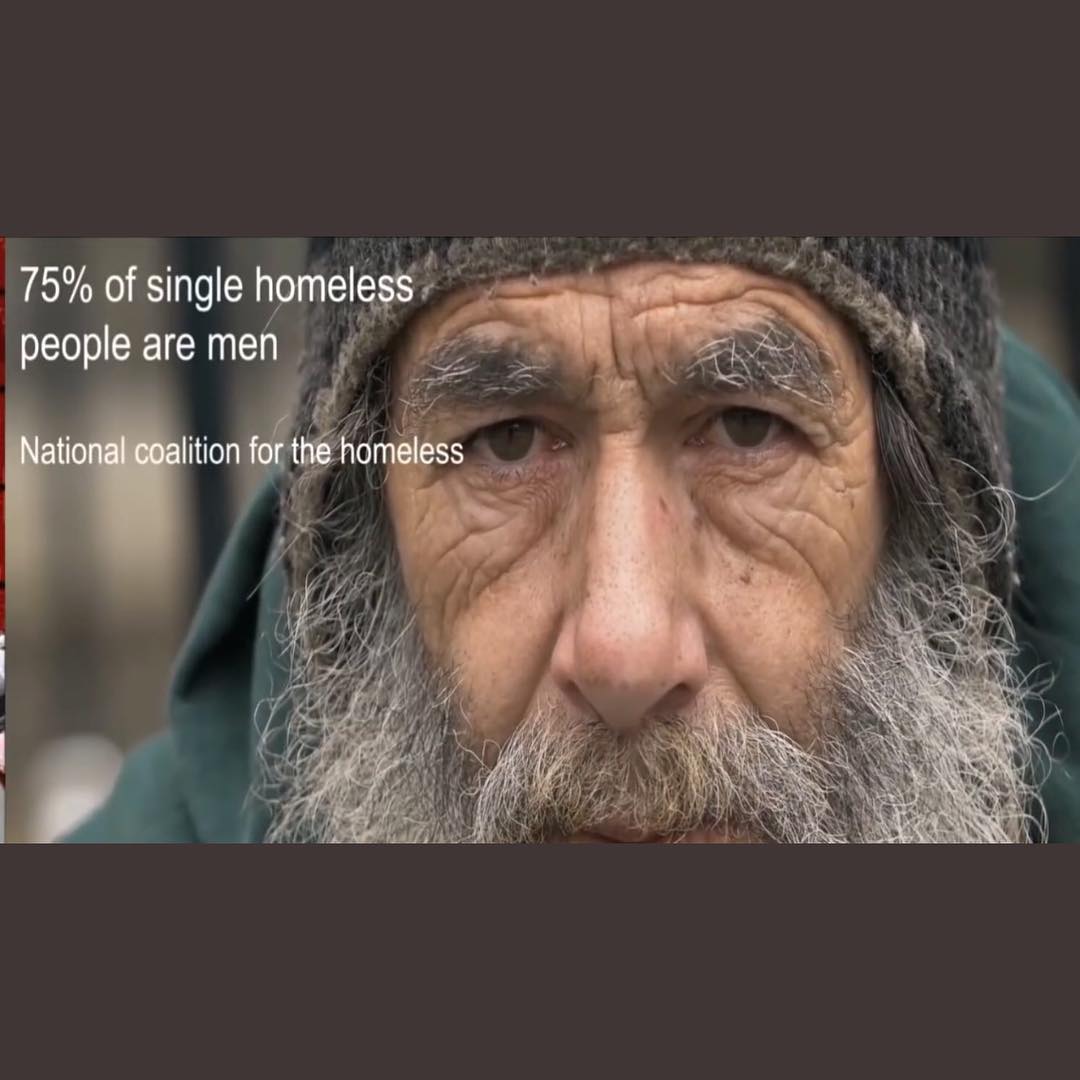 75% of single homeless
people are men
National coalition for the homeless